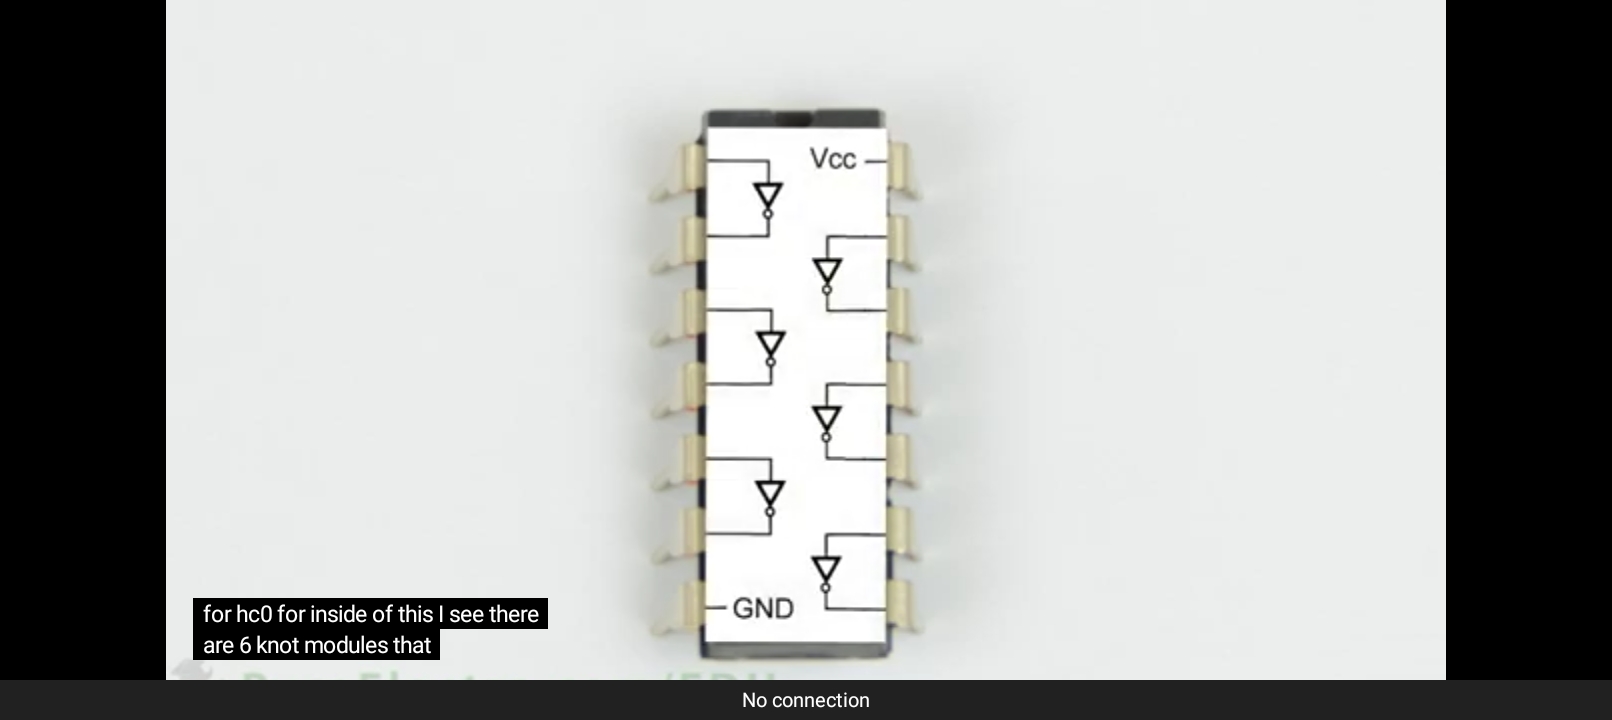 Vcc
GND
for hc0 for inside of this I see there
are 6 knot modules that
No connection